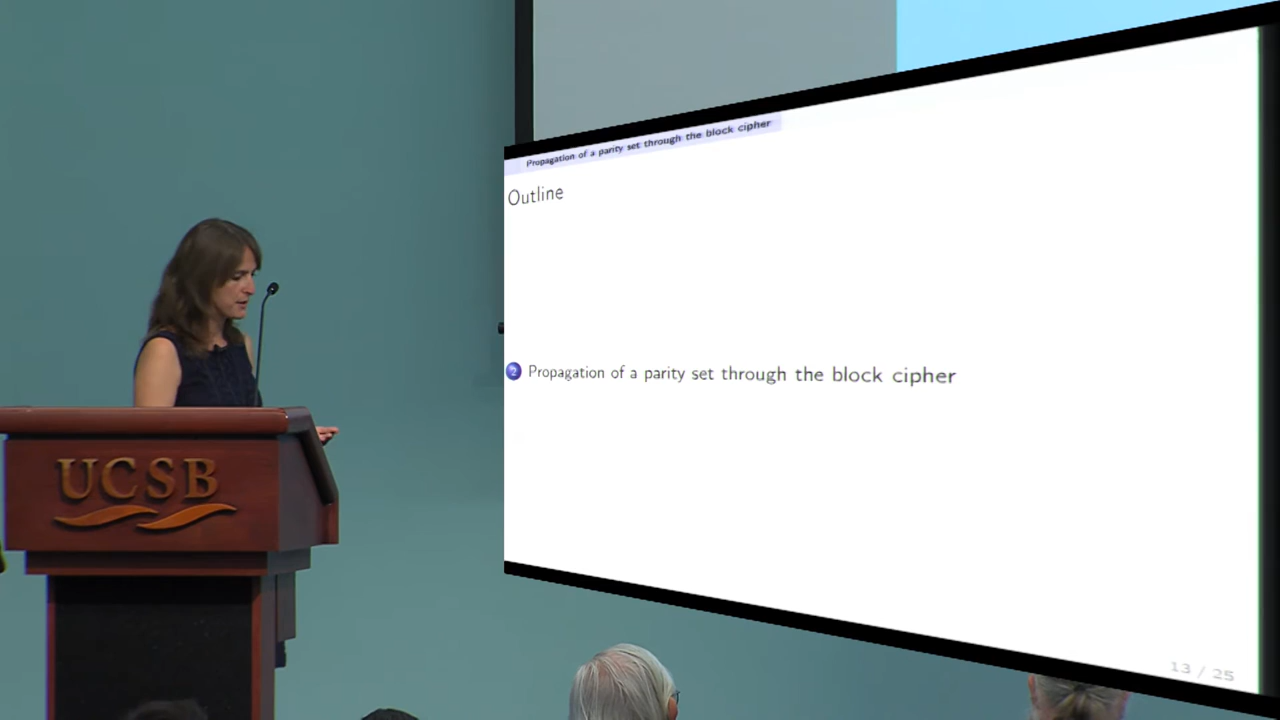 Propagation of a parity set through the block cipher
Outline
2 Propagation of a parity set through the block cipher
13 / 25
UCSB